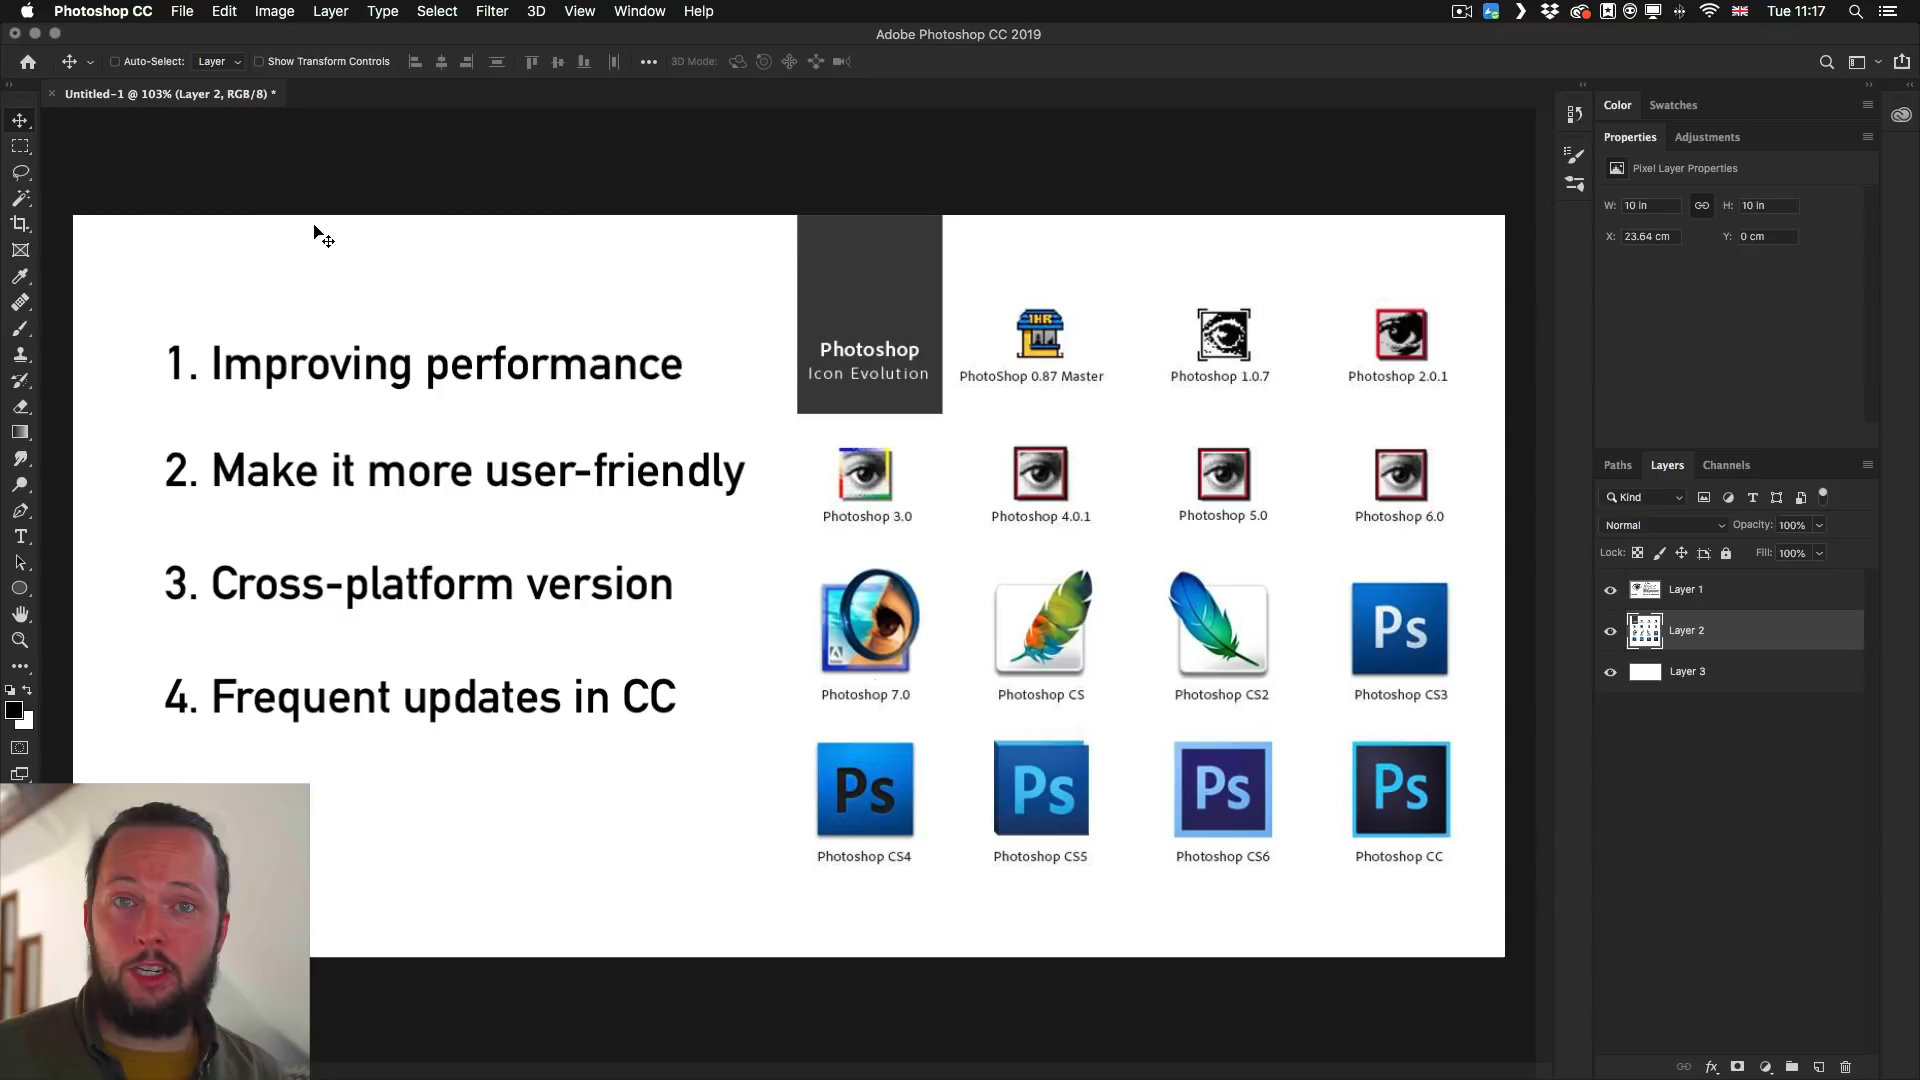 Photoshop CC File Edit Image Layer Type Select Filter 3D View Window Help Tue 11:17
Adobe Photoshop CC 2019
Auto-Select: Layer Show Transform Controls 3D Mode:
Untitled-1 @ 103% (Layer 2, RGB/8) *
1. Improving performance
2. Make it more user-friendly
3. Cross-platform version
4. Frequent updates in CC
Photoshop
Icon Evolution
1HR
PhotoShop 0.87 Master
Photoshop 1.0.7
Photoshop 2.0.1
Photoshop 3.0
Photoshop 4.0.1
Photoshop 5.0
Photoshop 6.0
Photoshop 7.0
Photoshop CS
Photoshop CS2
Ps
Photoshop CS3
Ps
Photoshop CS4
Ps
Photoshop CS5
Ps
Photoshop CS6
Ps
Photoshop CC
Color Swatches
Properties Adjustments
Pixel Layer Properties
W: 10 in H: 10 in
X: 23.64 cm Y: 0 cm
Paths Layers Channels
Kind
Normal Opacity: 100%
Lock: Fill: 100%
Layer 1
Layer 2
Layer 3
fx